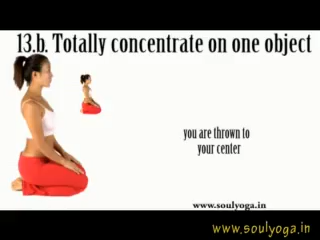 13.b. Totally concentrate on one object
you are thrown to
your center
www.soulyoga.in
www.soulyoga.in